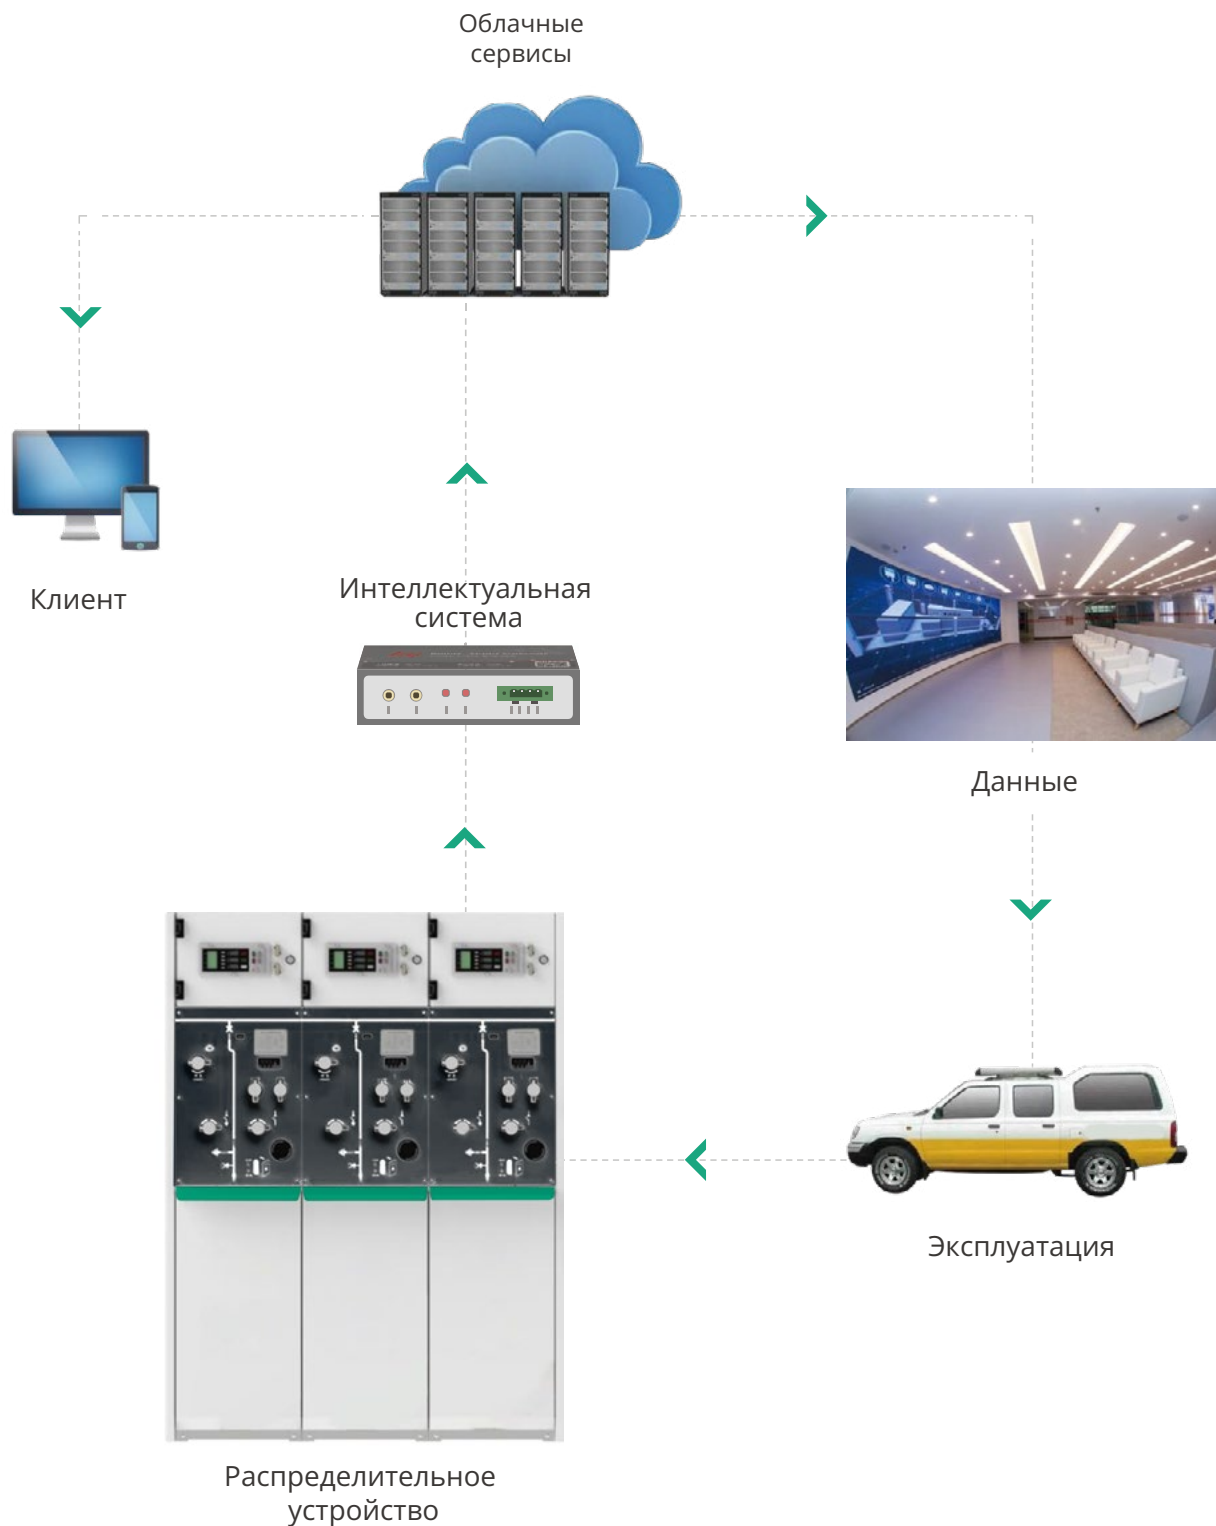 Облачные
сервисы
Клиент
Интеллектуальная
система
Данные
Эксплуатация
Распределительное
устройство